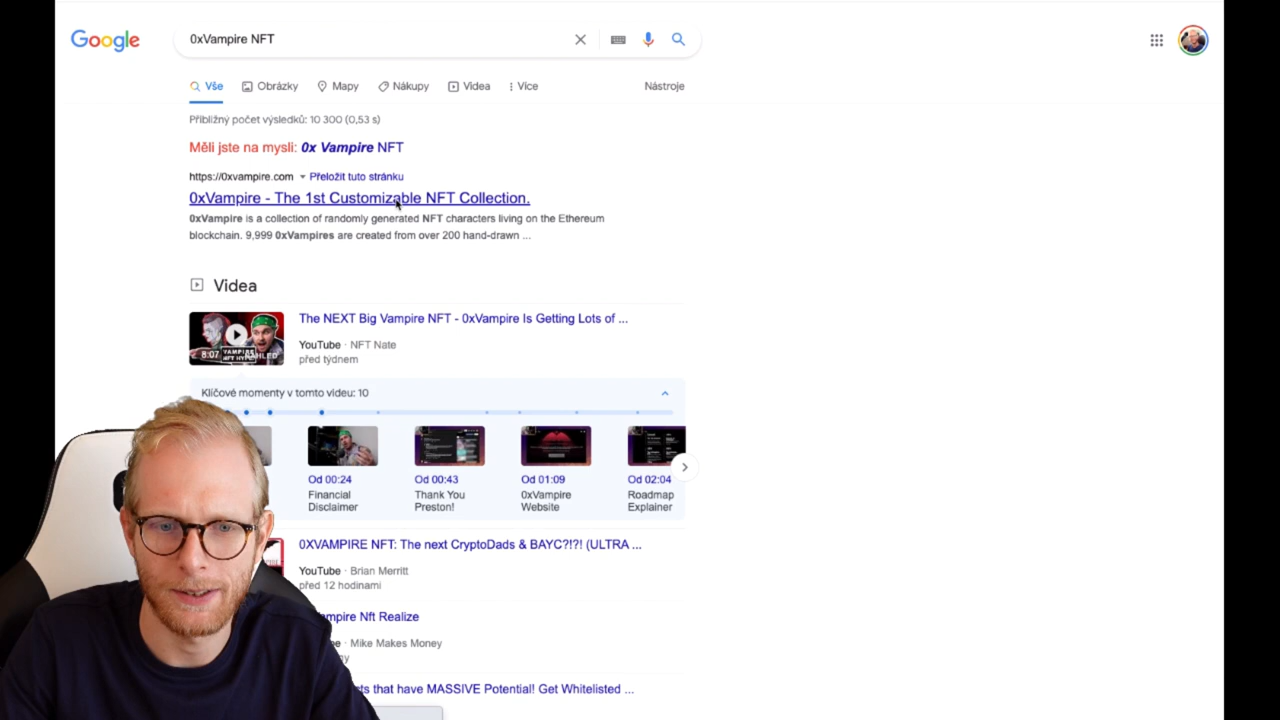 Google
0xVampire NFT
Vše
Obrázky
Mapy
Nákupy
Videa
Více
Nástroje
Přibližný počet výsledků: 10 300 (0,53 s)
Měli jste na mysli: 0x Vampire NFT
https://0xvampire.com
Přeložit tuto stránku
0xVampire - The 1st Customizable NFT Collection.
0xVampire is a collection of randomly generated NFT characters living on the Ethereum
blockchain. 9,999 0xVampires are created from over 200 hand-drawn ...
Videa
The NEXT Big Vampire NFT - 0xVampire Is Getting Lots of ...
YouTube · NFT Nate
před týdnem
8:07
VAMPIRE
Klíčové momenty v tomto videu: 10
Od 00:24
Financial
Disclaimer
Od 00:43
Thank You
Preston!
Od 01:09
0xVampire
Website
Od 02:04
Roadmap
Explainer
0XVAMPIRE NFT: The next CryptoDads & BAYC?!?! (ULTRA ...
YouTube · Brian Merritt
před 12 hodinami
Nft Realize
· Mike Makes Money
that have MASSIVE Potential! Get Whitelisted ...